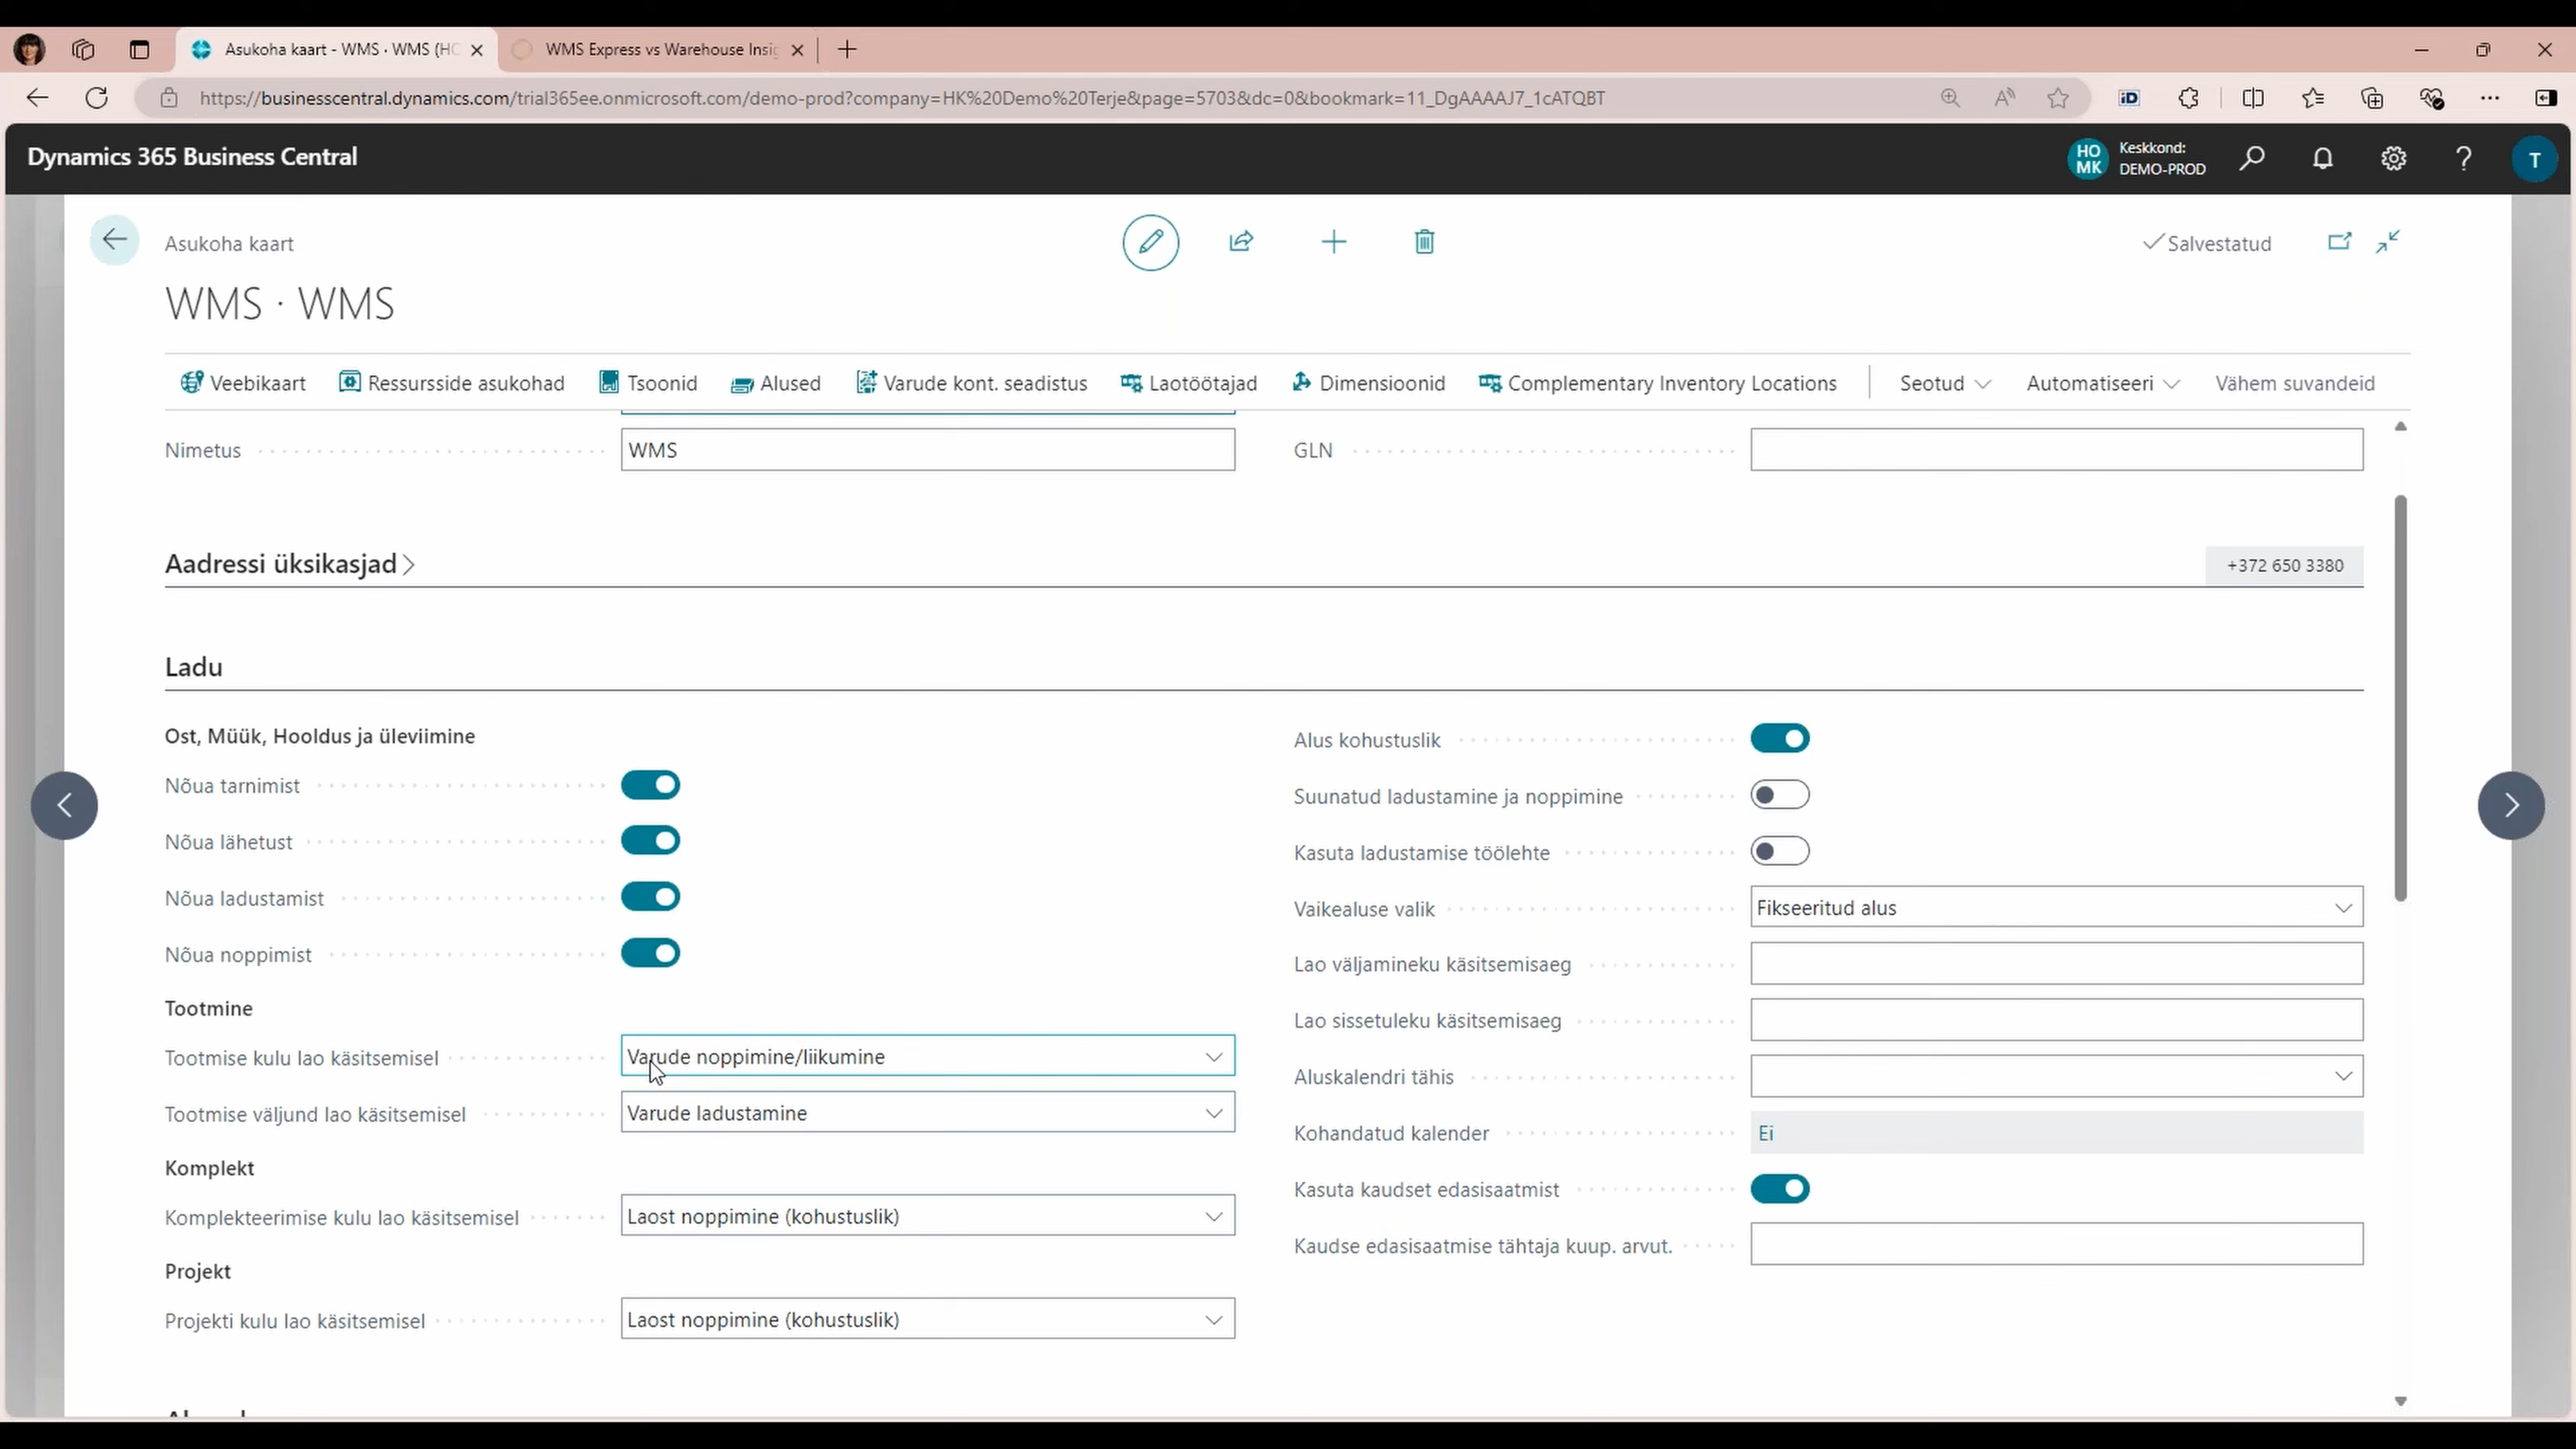 Asukoha kaart - WMS · WMS (HO
WMS Express vs Warehouse Insig
https://businesscentral.dynamics.com/trial365ee.onmicrosoft.com/demo-prod?company=HK%20Demo%20Terje&page=5703&dc=0&bookmark=11_DgAAAAJ7_1cATQBT
Dynamics 365 Business Central
HO
MK
Keskkond:
DEMO-PROD
T
Asukoha kaart
Salvestatud
WMS · WMS
Veebikaart Ressursside asukohad Tsoonid Alused Varude kont. seadistus Laotöötajad Dimensioonid Complementary Inventory Locations Seotud Automatiseeri Vähem suvandeid
Nimetus WMS
GLN
Aadressi üksikasjad
+372 650 3380
Ladu
Ost, Müük, Hooldus ja üleviimine
Nõua tarnimist
Nõua lähetust
Nõua ladustamist
Nõua noppimist
Tootmine
Tootmise kulu lao käsitsemisel Varude noppimine/liikumine
Tootmise väljund lao käsitsemisel Varude ladustamine
Komplekt
Komplekteerimise kulu lao käsitsemisel Laost noppimine (kohustuslik)
Projekt
Projekti kulu lao käsitsemisel Laost noppimine (kohustuslik)
Alus kohustuslik
Suunatud ladustamine ja noppimine
Kasuta ladustamise töölehte
Vaikealuse valik Fikseeritud alus
Lao väljamineku käsitsemisaeg
Lao sissetuleku käsitsemisaeg
Aluskalendri tähis
Kohandatud kalender Ei
Kasuta kaudset edasisaatmist
Kaudse edasisaatmise tähtaja kuup. arvut.